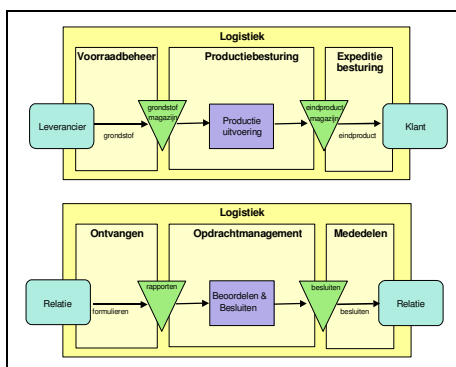 Logistiek
Voorraadbeheer
Productiebesturing
Expeditie
besturing
Leverancier
grondstof
grondstof
magazijn
Productie
uitvoering
eindproduct
magazijn
eindproduct
Klant
Logistiek
Ontvangen
Opdrachtmanagement
Mededelen
Relatie
formulieren
rapporten
Beoordelen &
Besluiten
besluiten
besluiten
Relatie